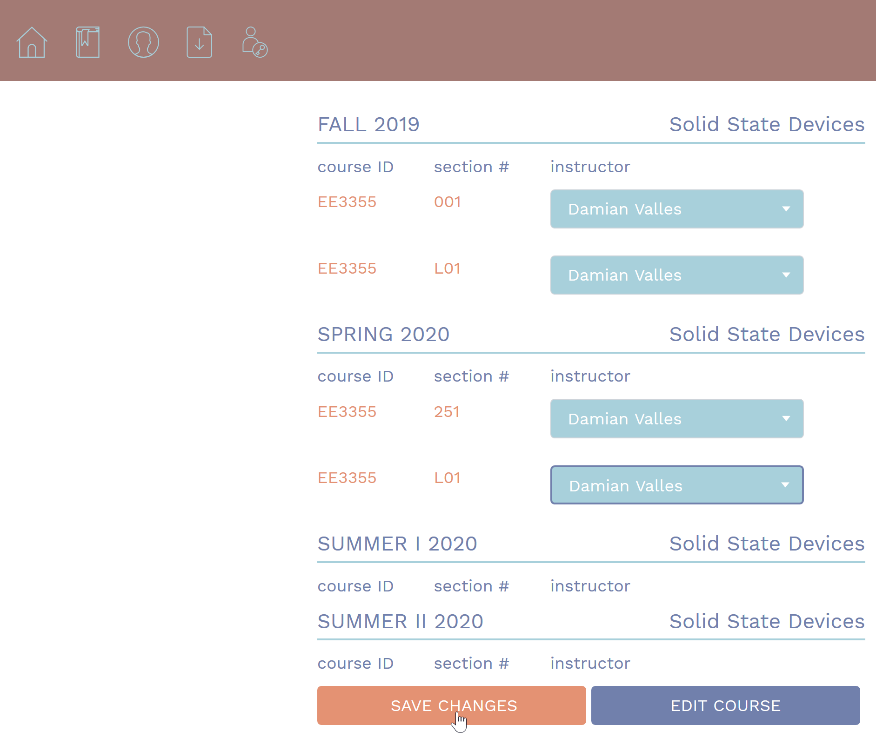 FALL 2019 Solid State Devices
course ID section # instructor
EE3355 001 Damian Valles
EE3355 L01 Damian Valles
SPRING 2020 Solid State Devices
course ID section # instructor
EE3355 251 Damian Valles
EE3355 L01 Damian Valles
SUMMER I 2020 Solid State Devices
course ID section # instructor
SUMMER II 2020 Solid State Devices
course ID section # instructor
SAVE CHANGES EDIT COURSE